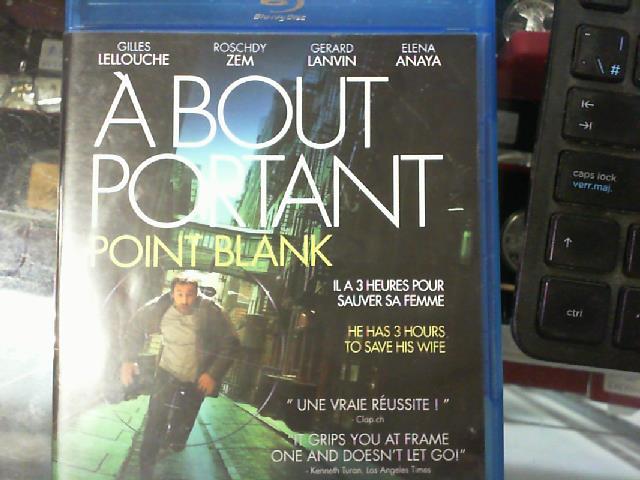 Blu-ray Disc
GILLES LELLOUCHE
ROSCHDY ZEM
GERARD LANVIN
ELENA ANAYA
À BOUT
PORTANT
POINT BLANK
IL A 3 HEURES POUR
SAUVER SA FEMME
HE HAS 3 HOURS
TO SAVE HIS WIFE
" UNE VRAIE RÉUSSITE ! "
- Clap.ch
"IT GRIPS YOU AT FRAME
ONE AND DOESN'T LET GO!"
- Kenneth Turan, Los Angeles Times
caps lock
verr.maj.
ctrl